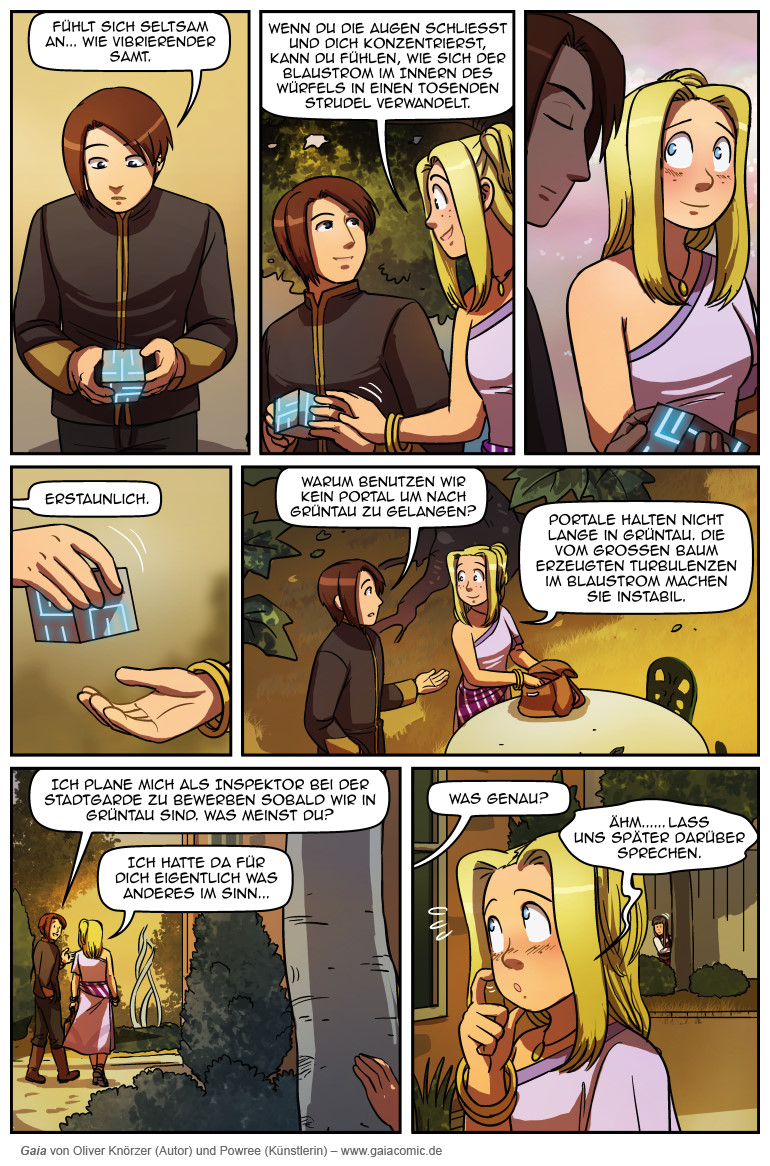 FÜHLT SICH SELTSAM
AN... WIE VIBRIERENDER
SAMT.
WENN DU DIE AUGEN SCHLIESST
UND DICH KONZENTRIERST,
KANN DU FÜHLEN, WIE SICH DER
BLAUSTROM IM INNERN DES
WÜRFELS IN EINEN TOSENDEN
STRUDEL VERWANDELT.
ERSTAUNLICH.
WARUM BENUTZEN WIR
KEIN PORTAL UM NACH
GRÜNTAU ZU GELANGEN?
PORTALE HALTEN NICHT
LANGE IN GRÜNTAU. DIE
VOM GROSSEN BAUM
ERZEUGTEN TURBULENZEN
IM BLAUSTROM MACHEN
SIE INSTABIL.
ICH PLANE MICH ALS INSPEKTOR BEI DER
STADTGARDE ZU BEWERBEN SOBALD WIR IN
GRÜNTAU SIND. WAS MEINST DU?
ICH HATTE DA FÜR
DICH EIGENTLICH WAS
ANDERES IM SINN...
WAS GENAU?
ÄHM......LASS
UNS SPÄTER DARÜBER
SPRECHEN.
Gaia von Oliver Knörzer (Autor) und Powree (Künstlerin) – www.gaiacomic.de